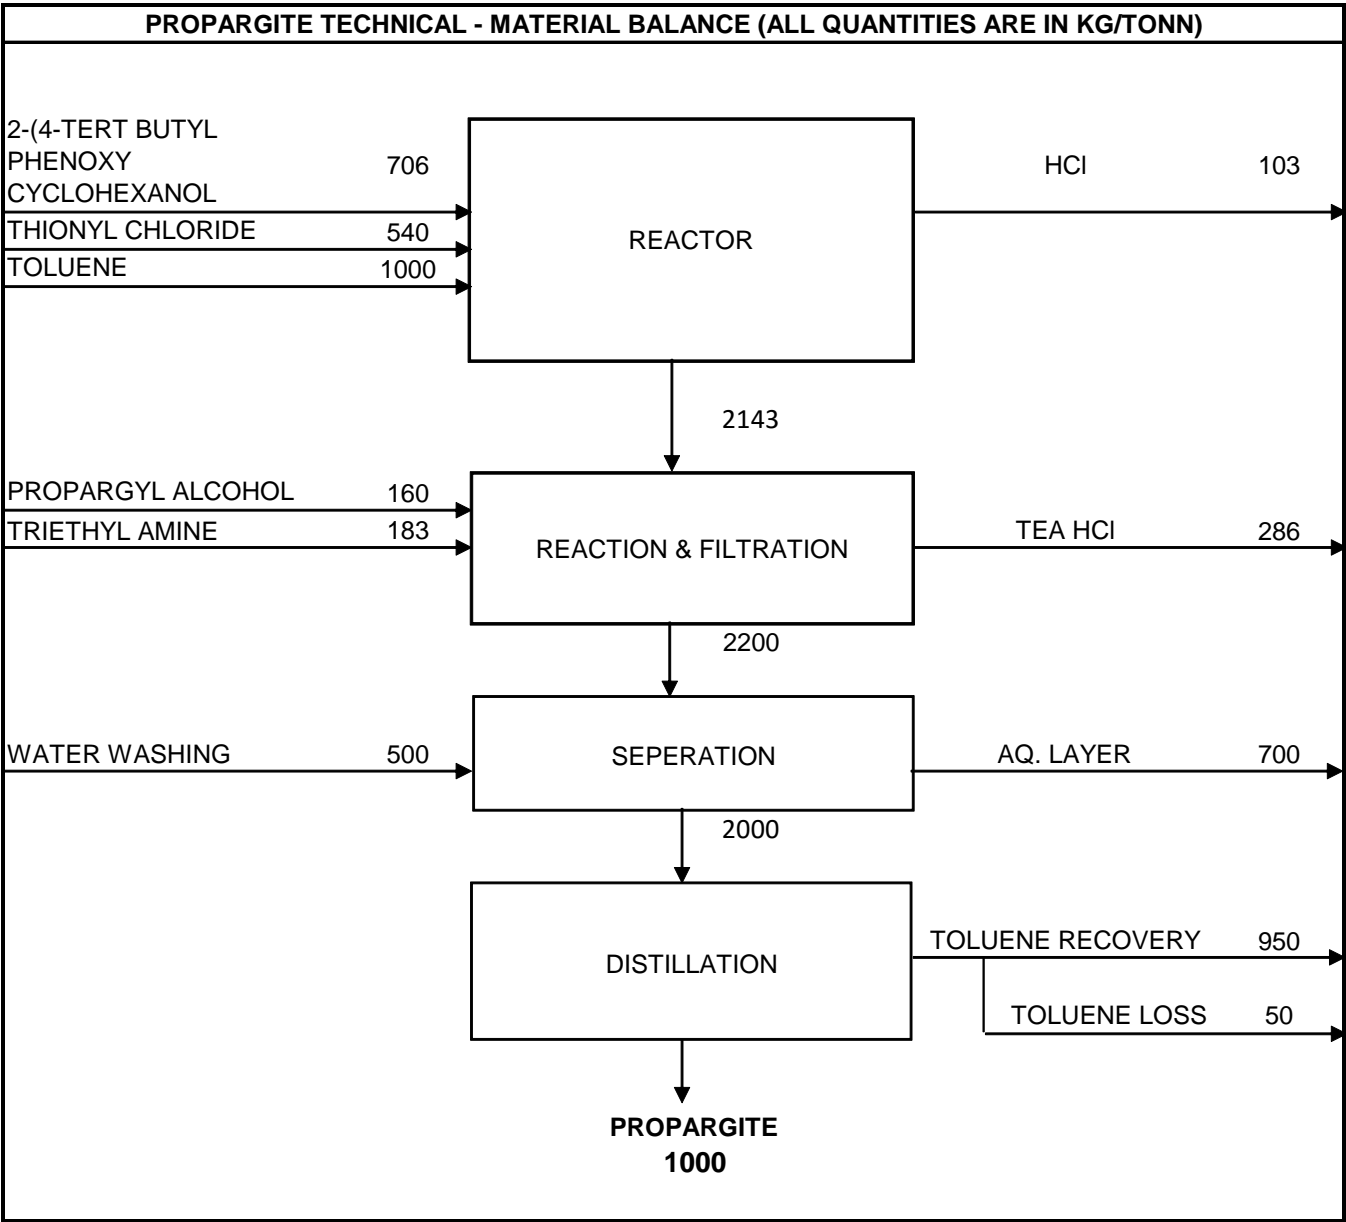 PROPARGITE TECHNICAL - MATERIAL BALANCE (ALL QUANTITIES ARE IN KG/TONN)
2-(4-TERT BUTYL
PHENOXY 706
CYCLOHEXANOL
HCl 103
THIONYL CHLORIDE 540
REACTOR
TOLUENE 1000
2143
PROPARGYL ALCOHOL 160
TRIETHYL AMINE 183
REACTION & FILTRATION
TEA HCl 286
2200
WATER WASHING 500
SEPERATION
AQ. LAYER 700
2000
DISTILLATION
TOLUENE RECOVERY 950
TOLUENE LOSS 50
PROPARGITE
1000